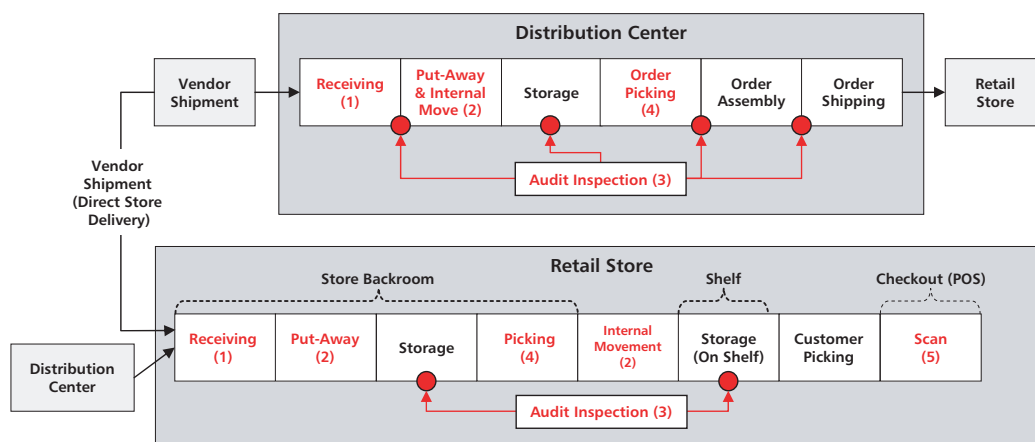 Distribution Center
Vendor
Shipment
Receiving
(1)
Put-Away
& Internal
Move (2)
Storage
Order
Picking
(4)
Order
Assembly
Order
Shipping
Retail
Store
Audit Inspection (3)
Vendor
Shipment
(Direct Store
Delivery)
Retail Store
Store Backroom
Shelf
Checkout (POS)
Distribution
Center
Receiving
(1)
Put-Away
(2)
Storage
Picking
(4)
Internal
Movement
(2)
Storage
(On Shelf)
Customer
Picking
Scan
(5)
Audit Inspection (3)